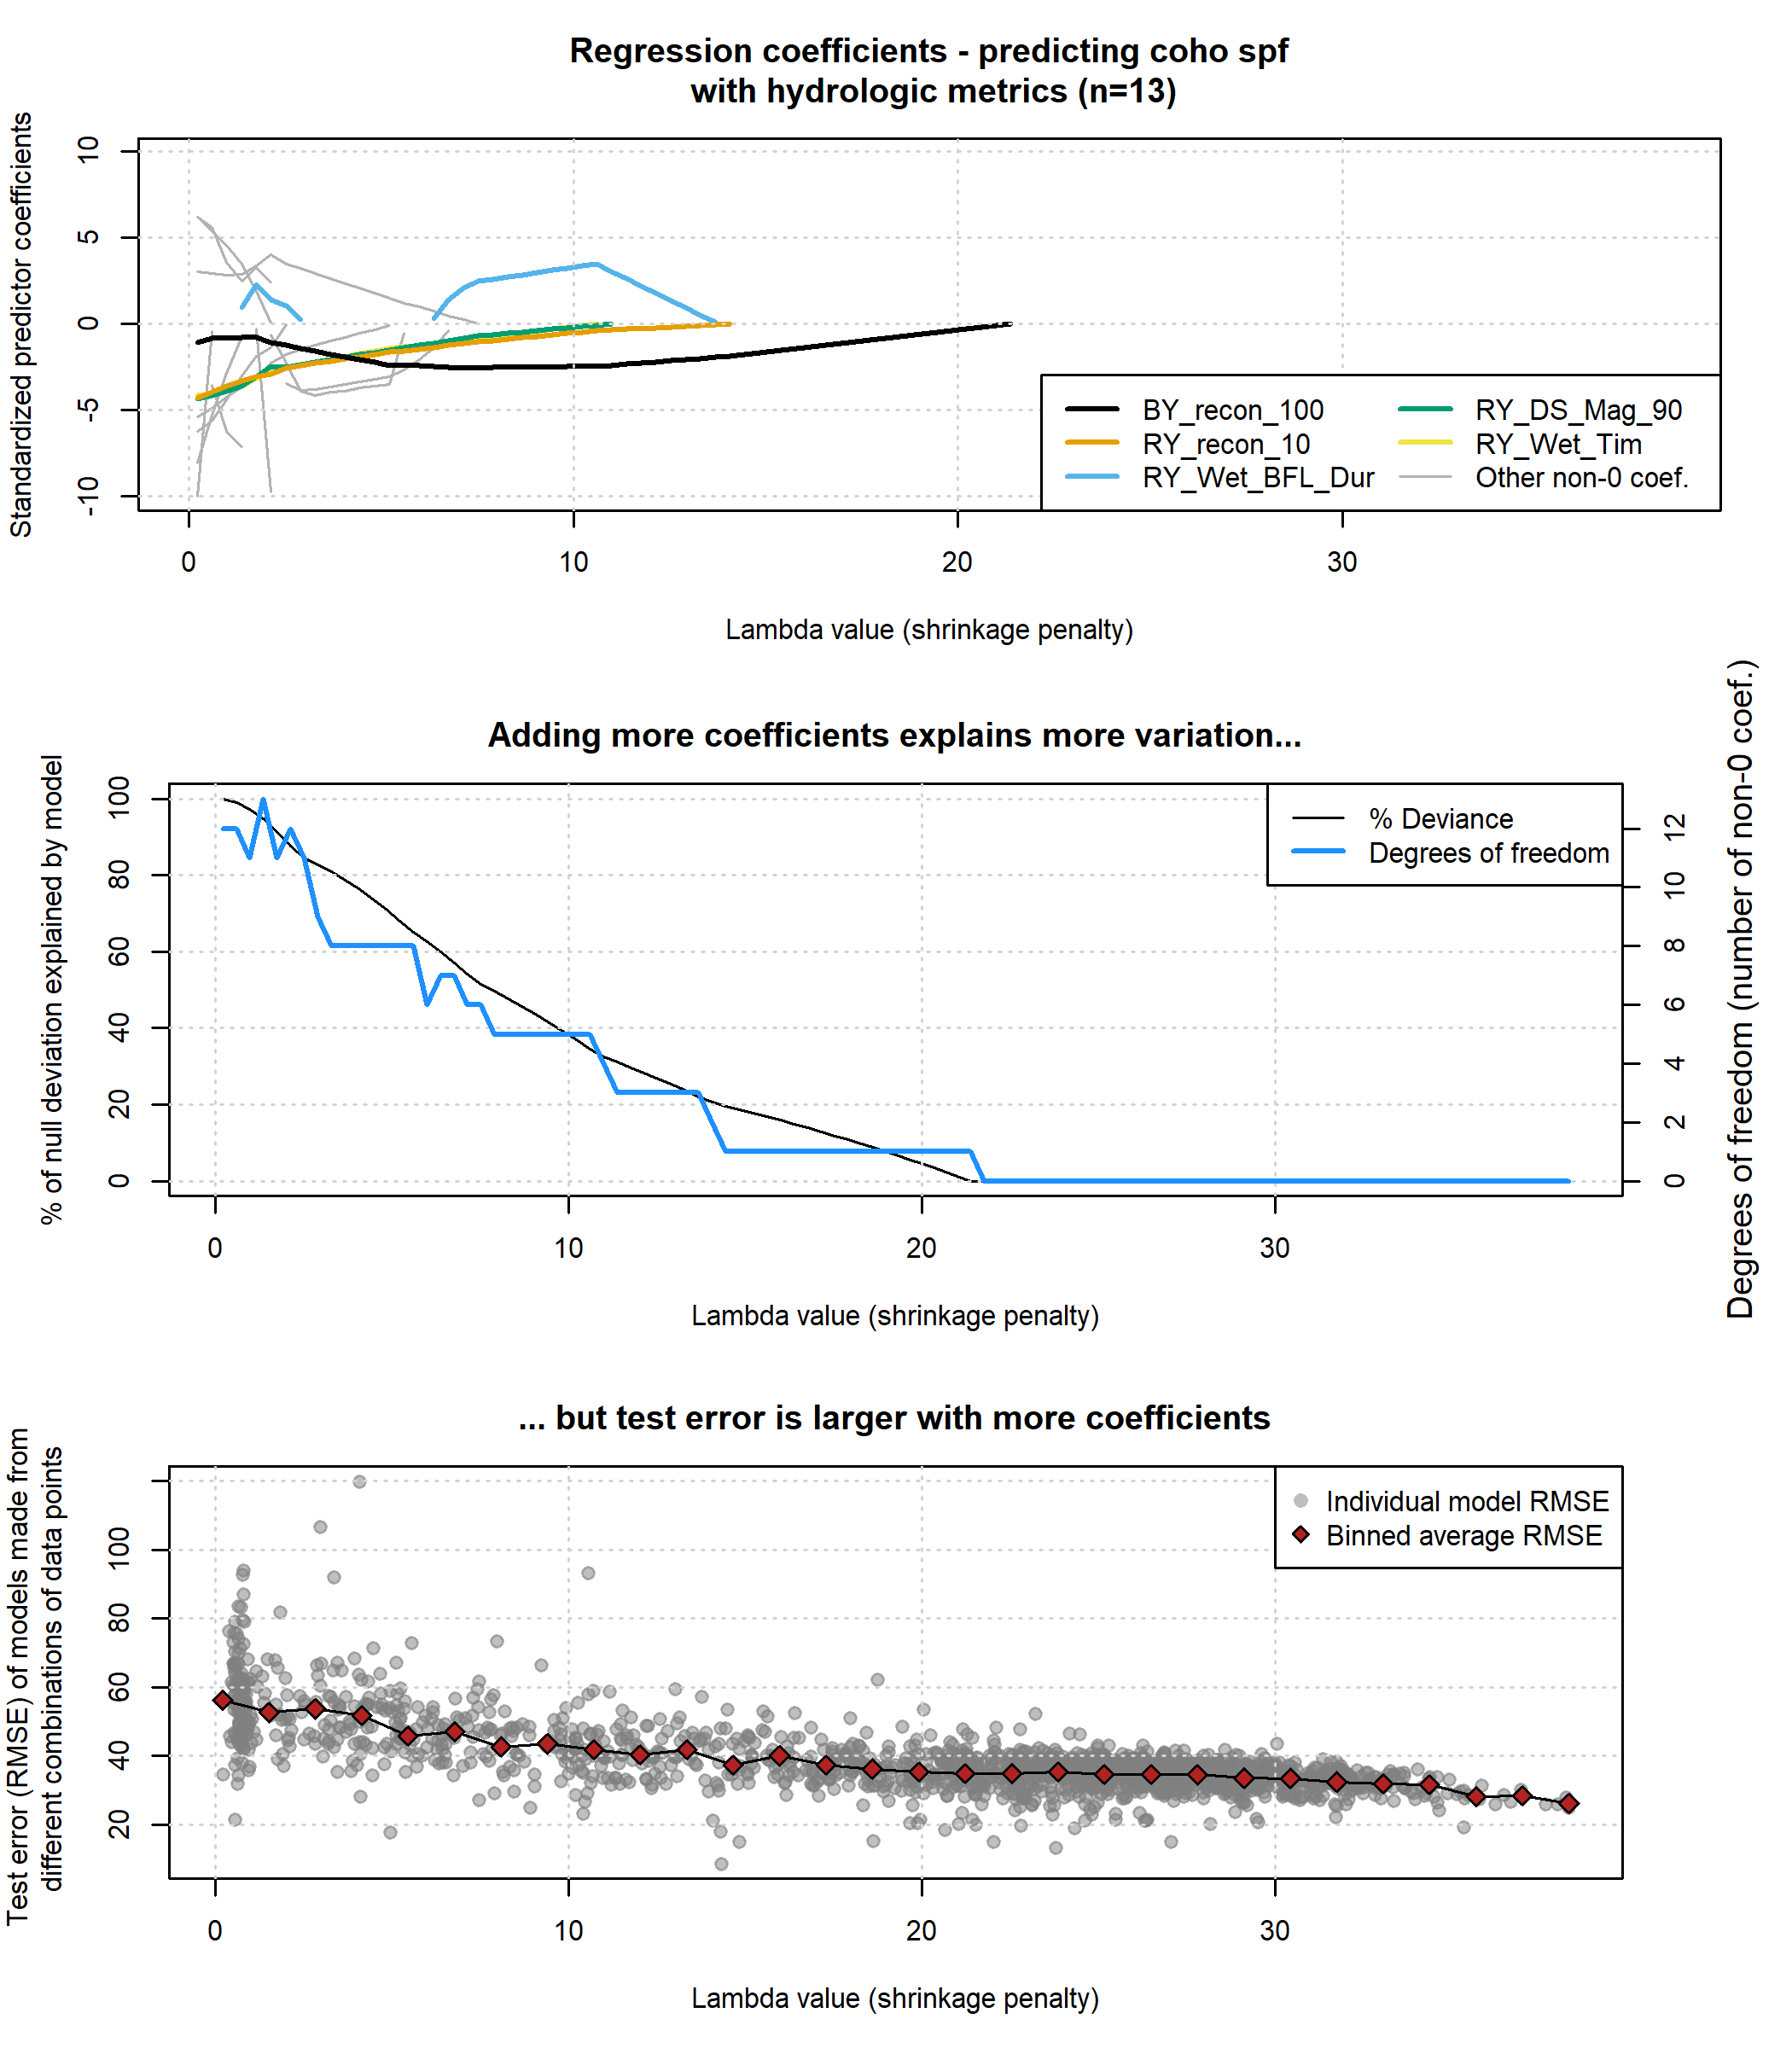 Regression coefficients - predicting coho spf
with hydrologic metrics (n=13)
Standardized predictor coefficients
10
5
0
-5
-10
BY_recon_100
RY_recon_10
RY_Wet_BFL_Dur
RY_DS_Mag_90
RY_Wet_Tim
Other non-0 coef.
0 10 20 30
Lambda value (shrinkage penalty)
Adding more coefficients explains more variation...
% of null deviation explained by model
100
80
60
40
20
0
% Deviance
Degrees of freedom
12
10
8
6
4
2
0
Degrees of freedom (number of non-0 coef.)
0 10 20 30
Lambda value (shrinkage penalty)
... but test error is larger with more coefficients
Test error (RMSE) of models made from
different combinations of data points
100
80
60
40
20
Individual model RMSE
Binned average RMSE
0 10 20 30
Lambda value (shrinkage penalty)